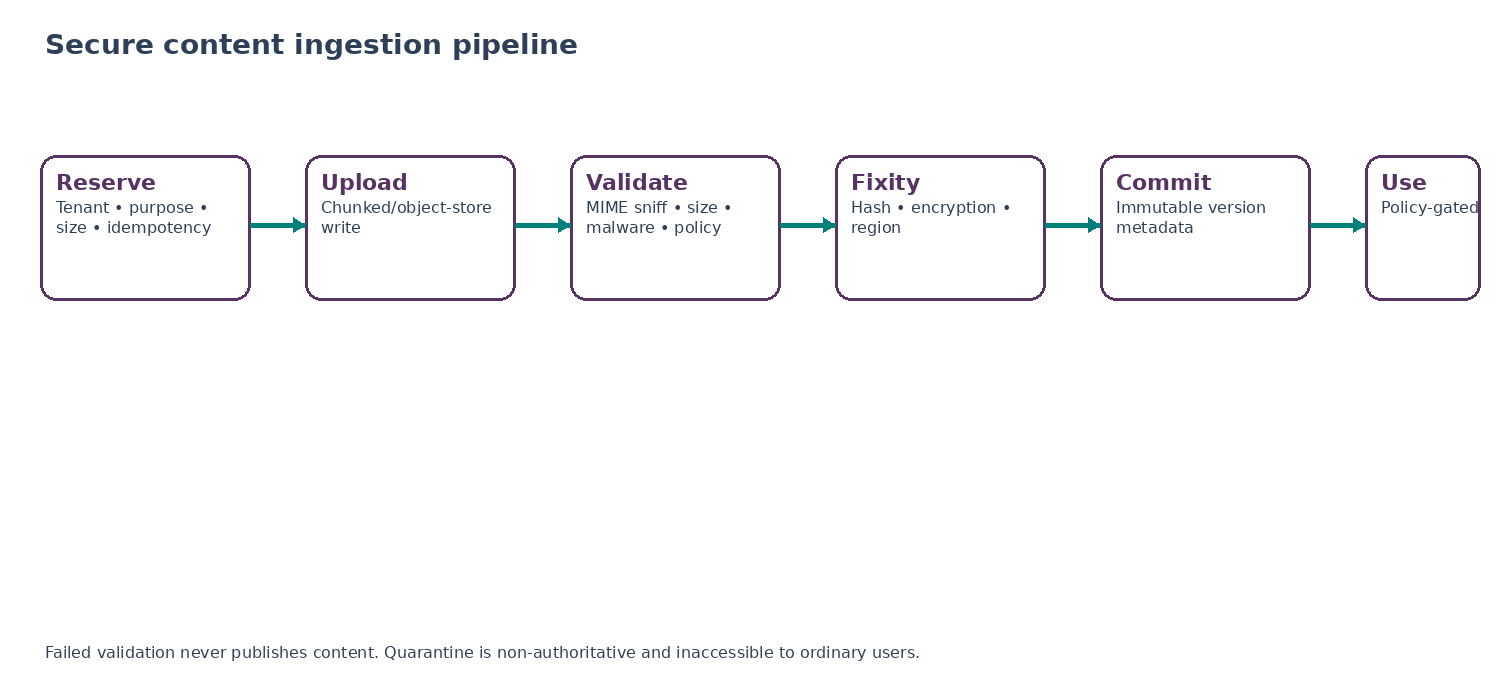 Secure content ingestion pipeline
Reserve
Tenant • purpose •
size • idempotency
Upload
Chunked/object-store
write
Validate
MIME sniff • size •
malware • policy
Fixity
Hash • encryption •
region
Commit
Immutable version
metadata
Use
Policy-gated
Failed validation never publishes content. Quarantine is non-authoritative and inaccessible to ordinary users.